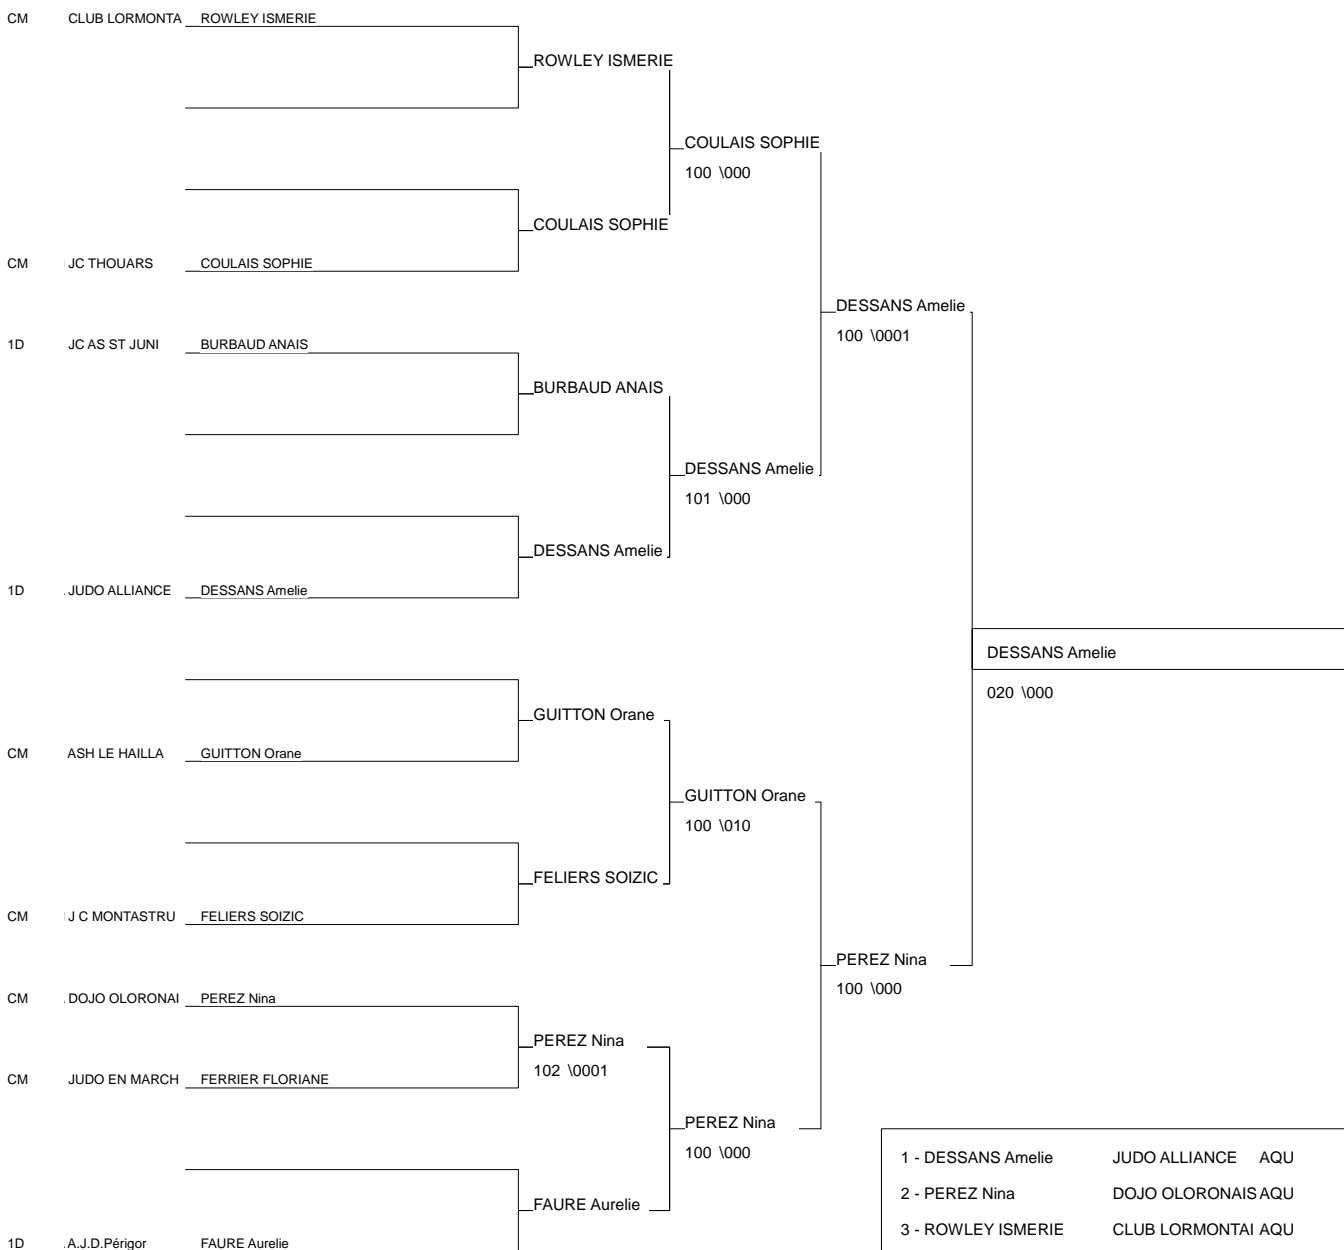 CM CLUB LORMONTA ROWLEY ISMERIE
ROWLEY ISMERIE
COULAIS SOPHIE
100 \000
COULAIS SOPHIE
CM JC THOUARS COULAIS SOPHIE
DESSANS Amelie
100 \0001
1D JC AS ST JUNI BURBAUD ANAIS
BURBAUD ANAIS
DESSANS Amelie
101 \000
DESSANS Amelie
1D JUDO ALLIANCE DESSANS Amelie
DESSANS Amelie
020 \000
GUITTON Orane
CM ASH LE HAILLA GUITTON Orane
GUITTON Orane
100 \010
FELIERS SOIZIC
CM J C MONTASTRU FELIERS SOIZIC
PEREZ Nina
100 \000
CM DOJO OLORONAI PEREZ Nina
PEREZ Nina
102 \0001
CM JUDO EN MARCH FERRIER FLORIANE
PEREZ Nina
100 \000
FAURE Aurelie
1D A.J.D.Périgor FAURE Aurelie
1 - DESSANS Amelie JUDO ALLIANCE AQU
2 - PEREZ Nina DOJO OLORONAIS AQU
3 - ROWLEY ISMERIE CLUB LORMONTAI AQU